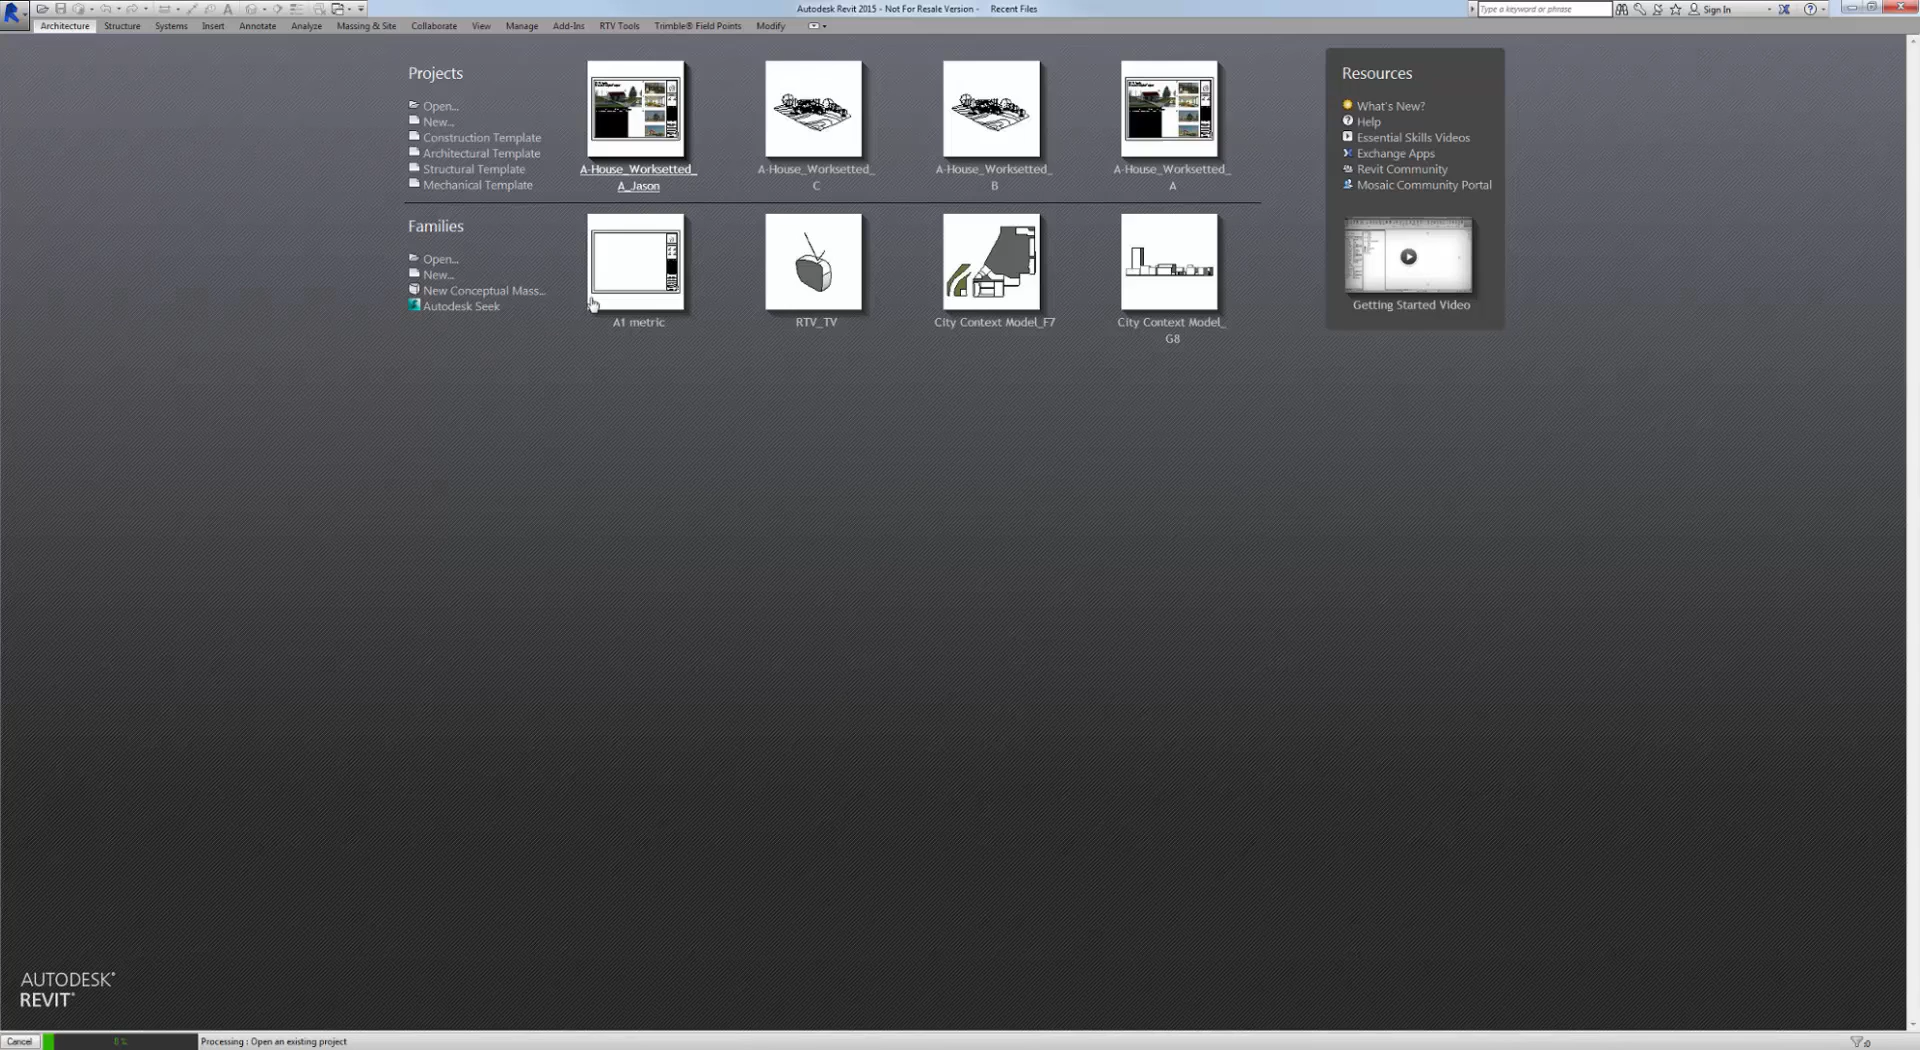 Autodesk Revit 2015 - Not For Resale Version - Recent Files
Type a keyword or phrase
Sign In
Architecture Structure Systems Insert Annotate Analyze Massing & Site Collaborate View Manage Add-Ins RTV Tools Trimble® Field Points Modify
Projects
Open...
New...
Construction Template
Architectural Template
Structural Template
Mechanical Template
A-House_Worksetted_
A_Jason
A-House_Worksetted_
C
A-House_Worksetted_
B
A-House_Worksetted_
A
Families
Open...
New...
New Conceptual Mass...
Autodesk Seek
A1 metric
RTV_TV
City Context Model_F7
City Context Model_
G8
Resources
What's New?
Help
Essential Skills Videos
Exchange Apps
Revit Community
Mosaic Community Portal
Getting Started Video
AUTODESK®
REVIT®
Cancel
8 %
Processing : Open an existing project
:0